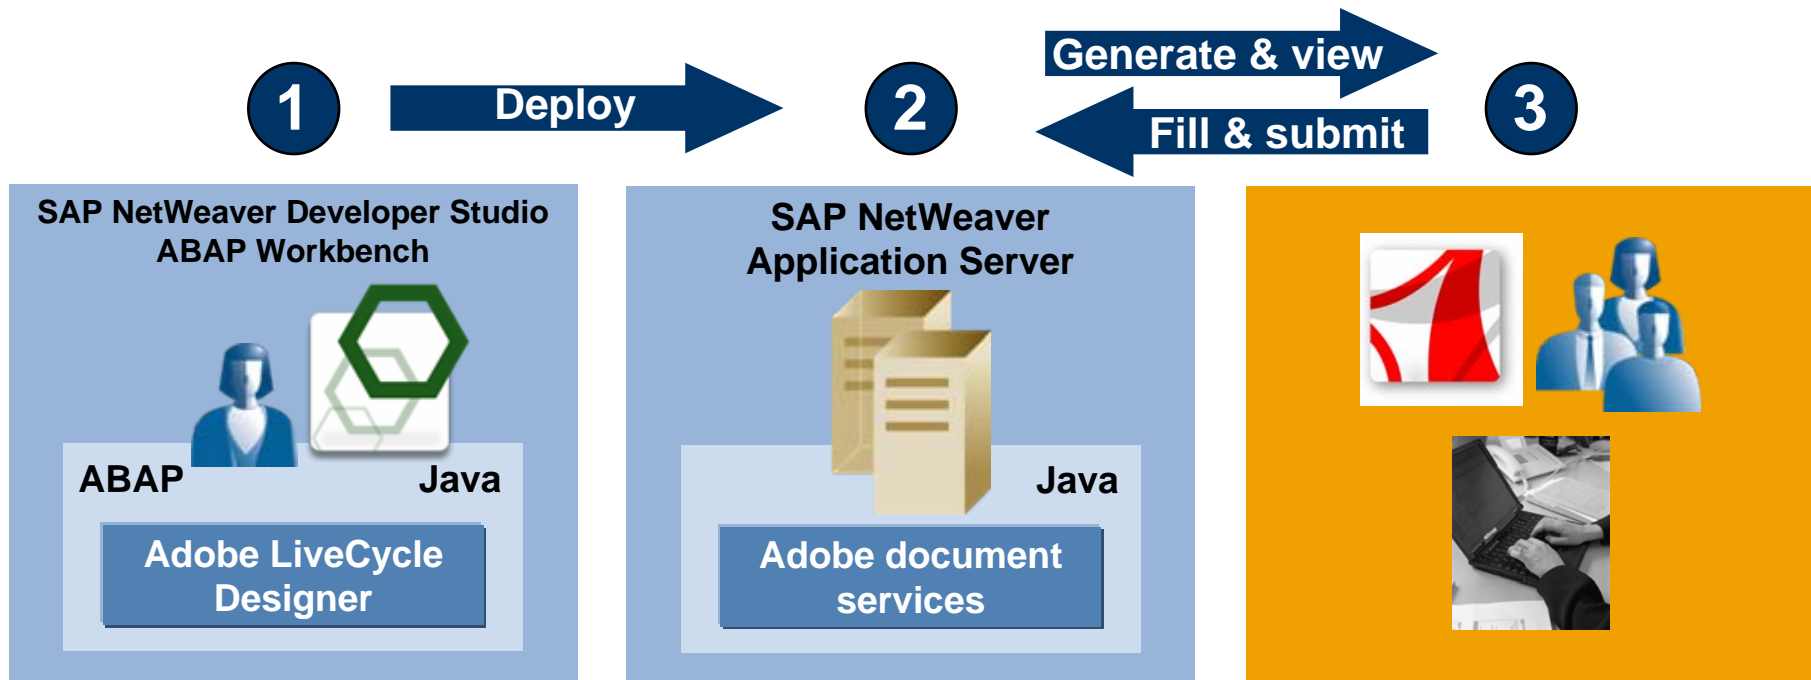 1
Deploy
2
Generate & view
Fill & submit
3
SAP NetWeaver Developer Studio
ABAP Workbench
ABAP
Java
Adobe LiveCycle
Designer
SAP NetWeaver
Application Server
Java
Adobe document
services